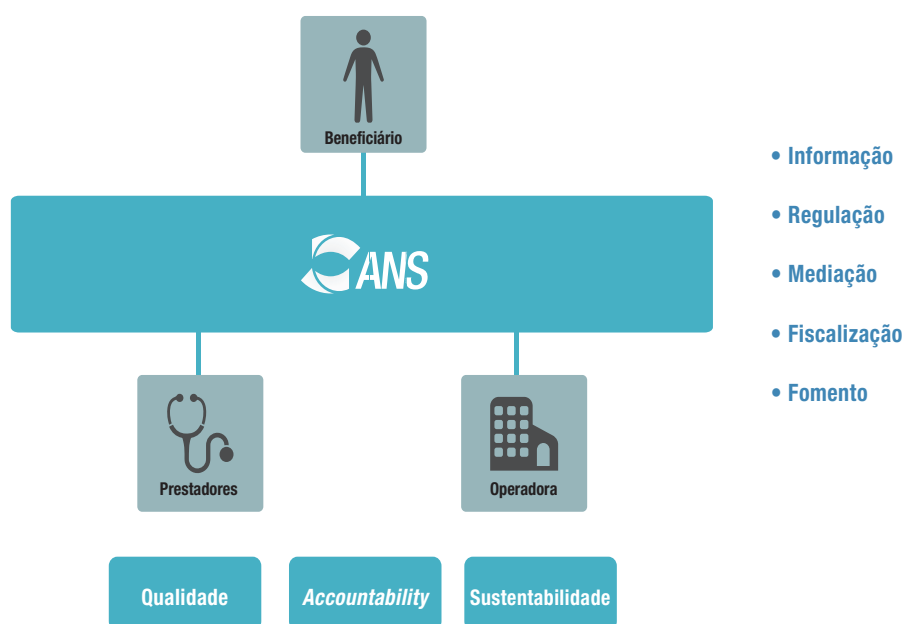 Beneficiário
ANS
Prestadores
Operadora
Qualidade
Accountability
Sustentabilidade
• Informação
• Regulação
• Mediação
• Fiscalização
• Fomento